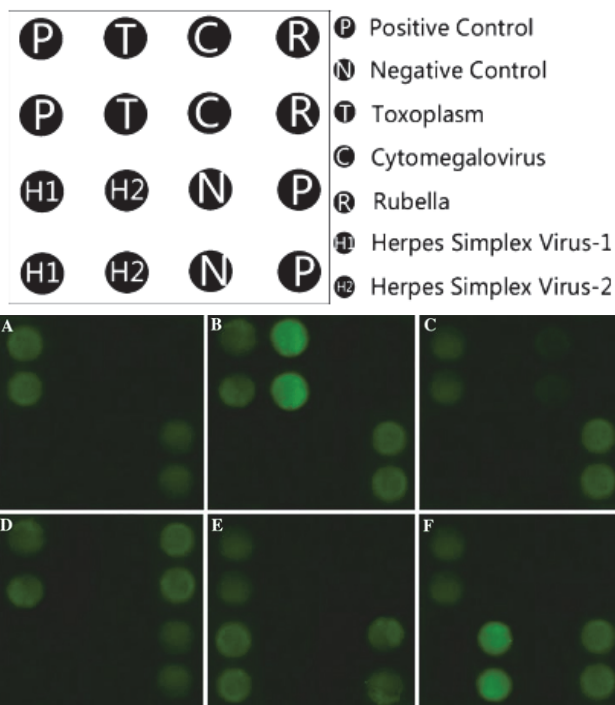 P T C R
P T C R
H1 H2 N P
H1 H2 N P
P Positive Control
N Negative Control
T Toxoplasm
C Cytomegalovirus
R Rubella
H1 Herpes Simplex Virus-1
H2 Herpes Simplex Virus-2
A B C
D E F